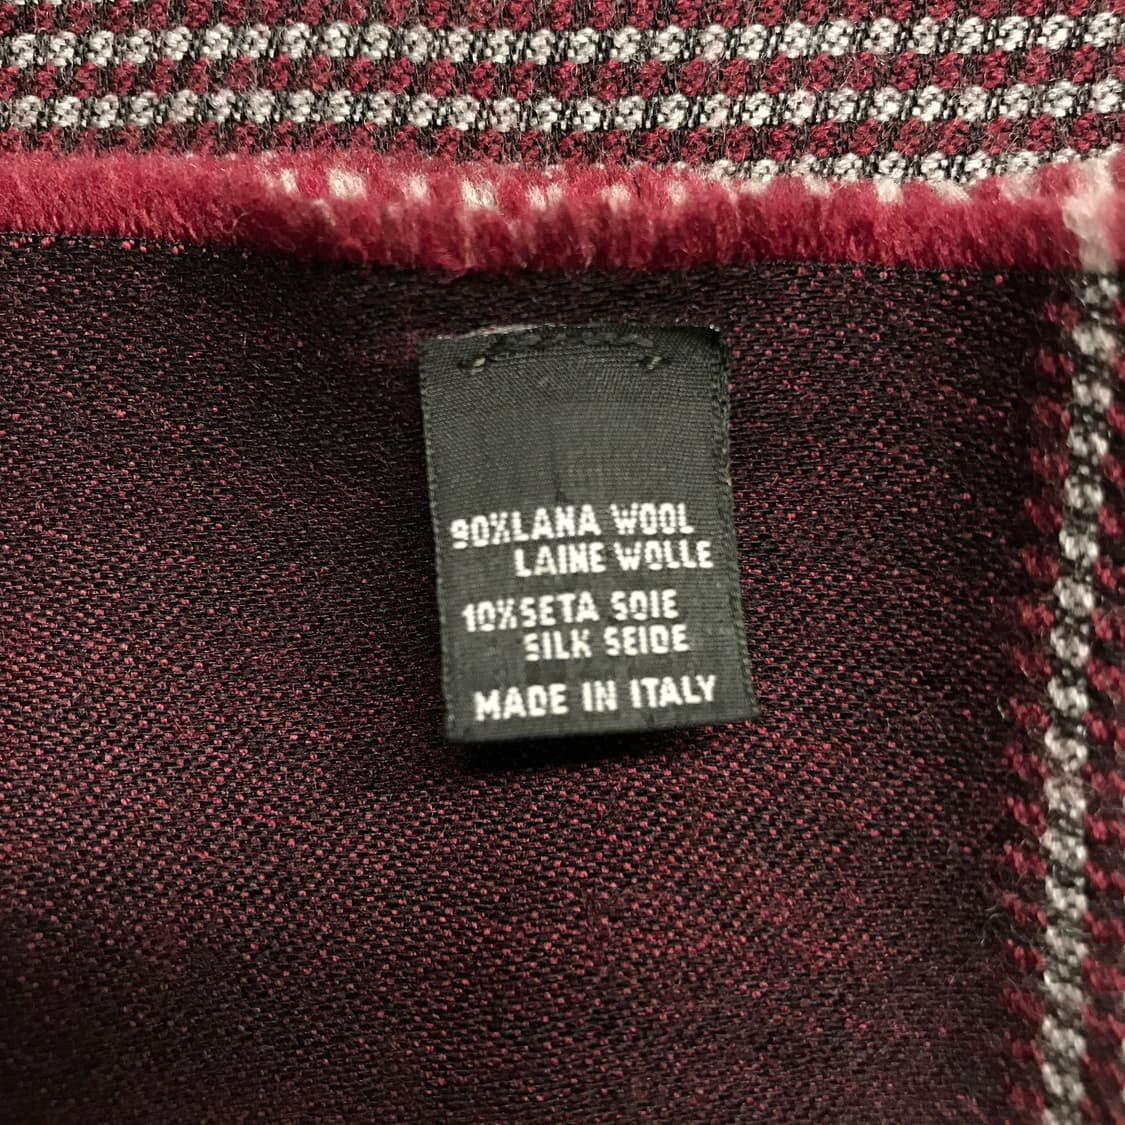 90%LANA WOOL
LAINE WOLLE
10%SETA SOIE
SILK SEIDE
MADE IN ITALY